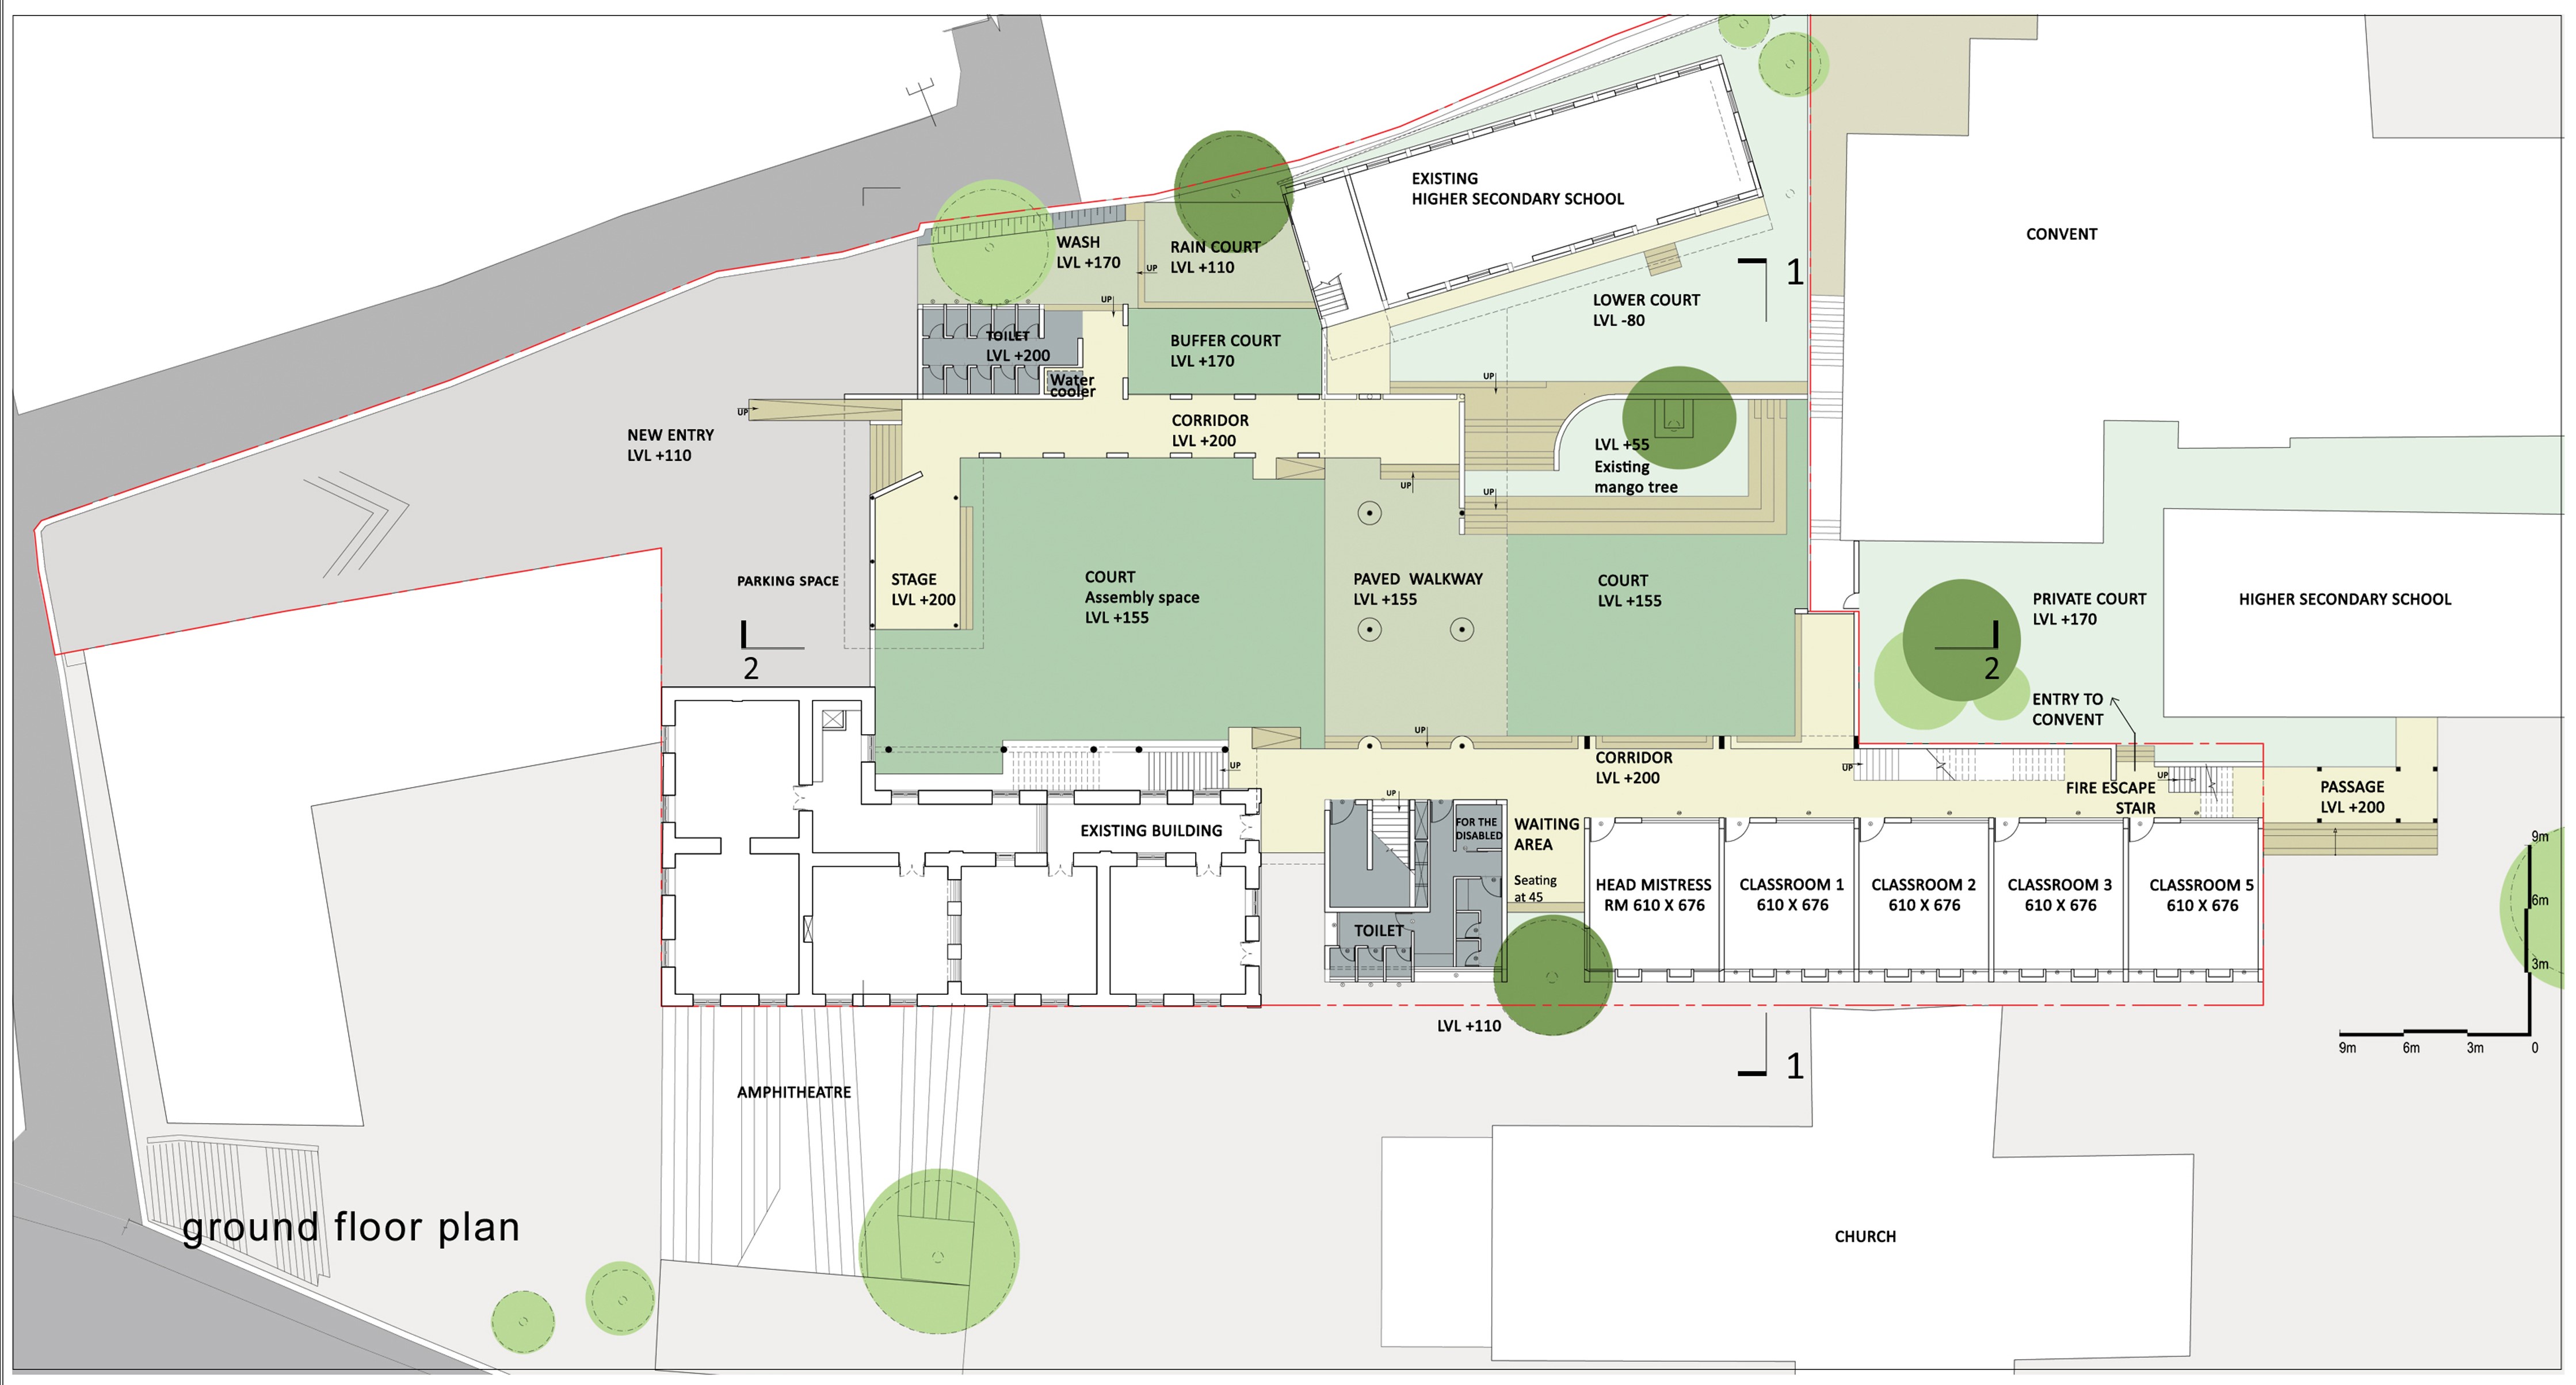 EXISTING
HIGHER SECONDARY SCHOOL
CONVENT
WASH
LVL +170
RAIN COURT
LVL +110
UP
UP
1
LOWER COURT
LVL -80
TOILET
LVL +200
BUFFER COURT
LVL +170
Water
cooler
UP
UP
CORRIDOR
LVL +200
NEW ENTRY
LVL +110
LVL +55
Existing
mango tree
UP
UP
PARKING SPACE
STAGE
LVL +200
COURT
Assembly space
LVL +155
PAVED WALKWAY
LVL +155
COURT
LVL +155
PRIVATE COURT
LVL +170
HIGHER SECONDARY SCHOOL
2
2
ENTRY TO
CONVENT
UP
UP
CORRIDOR
LVL +200
UP
UP
FIRE ESCAPE
STAIR
PASSAGE
LVL +200
UP
EXISTING BUILDING
FOR THE
DISABLED
WAITING
AREA
Seating
at 45
HEAD MISTRESS
RM 610 X 676
CLASSROOM 1
610 X 676
CLASSROOM 2
610 X 676
CLASSROOM 3
610 X 676
CLASSROOM 5
610 X 676
TOILET
9m
6m
3m
9m
6m
3m
0
LVL +110
1
AMPHITHEATRE
ground floor plan
CHURCH